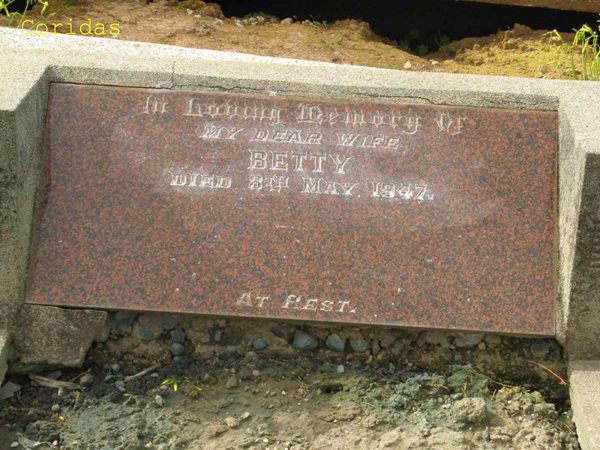 Coridas
In Loving Memory Of
MY DEAR WIFE
BETTY
DIED 8TH MAY. 1947.
AT REST.